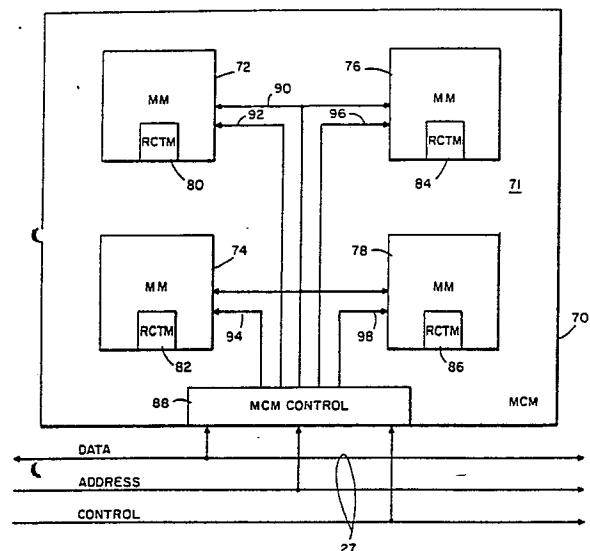 72
76
MM
90
MM
92
96
RCTM
RCTM
80
84
71
74
78
MM
MM
RCTM
94
98
RCTM
70
82
86
88
MCM CONTROL
MCM
DATA
ADDRESS
CONTROL
27